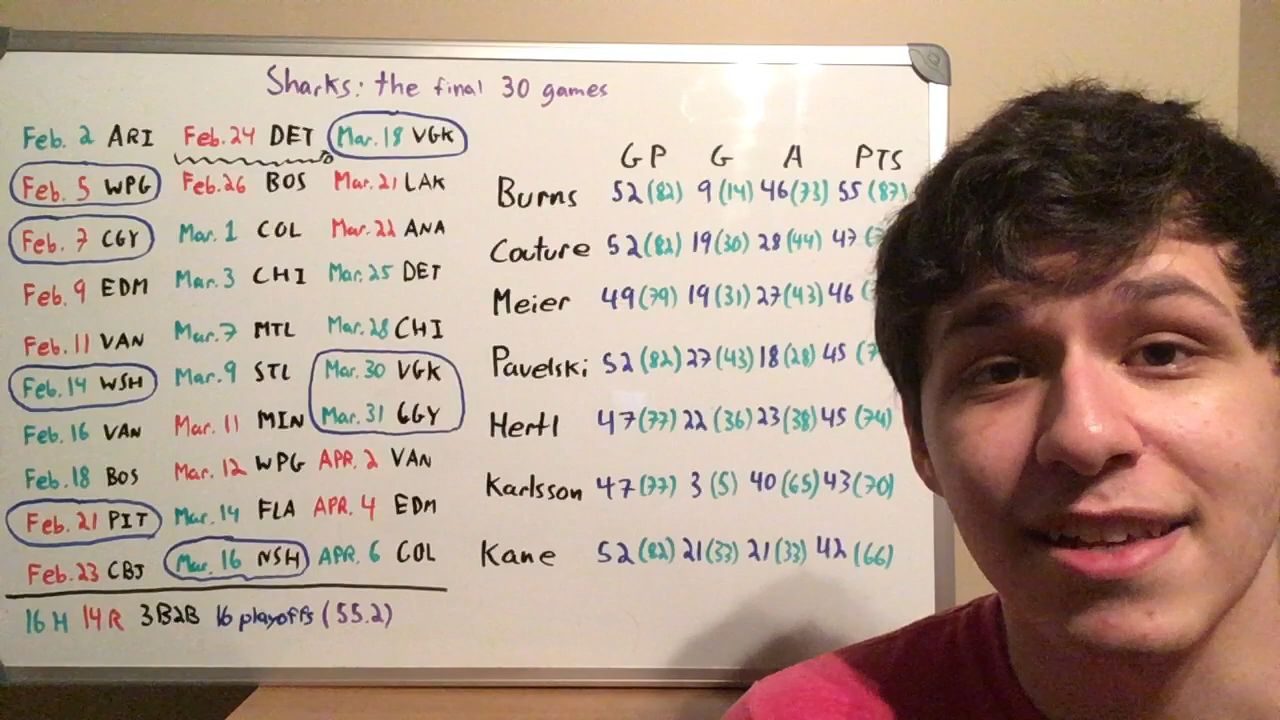 Sharks: the final 30 games
Feb. 2 ARI
Feb. 5 WPG
Feb. 7 CGY
Feb. 9 EDM
Feb. 11 VAN
Feb. 14 WSH
Feb. 16 VAN
Feb. 18 BOS
Feb. 21 PIT
Feb. 23 CBJ
Feb. 24 DET
Feb. 26 BOS
Mar. 1 COL
Mar. 3 CHI
Mar. 7 MTL
Mar. 9 STL
Mar. 11 MIN
Mar. 12 WPG
Mar. 14 FLA
Mar. 16 NSH
Mar. 18 VGK
Mar. 21 LAK
Mar. 22 ANA
Mar. 25 DET
Mar. 28 CHI
Mar. 30 VGK
Mar. 31 CGY
APR. 2 VAN
APR. 4 EDM
APR. 6 COL
16 H 14 R 3 B2B 16 playoffs (55.2)
GP G A PTS
Burns 52 (82) 9 (14) 46 (73) 55 (87)
Couture 52 (82) 19 (30) 28 (44) 47
Meier 49 (79) 19 (31) 27 (43) 46
Pavelski 52 (82) 27 (43) 18 (28) 45
Hertl 47 (77) 22 (36) 23 (38) 45 (74)
Karlsson 47 (77) 3 (5) 40 (65) 43 (70)
Kane 52 (82) 21 (33) 21 (33) 42 (66)